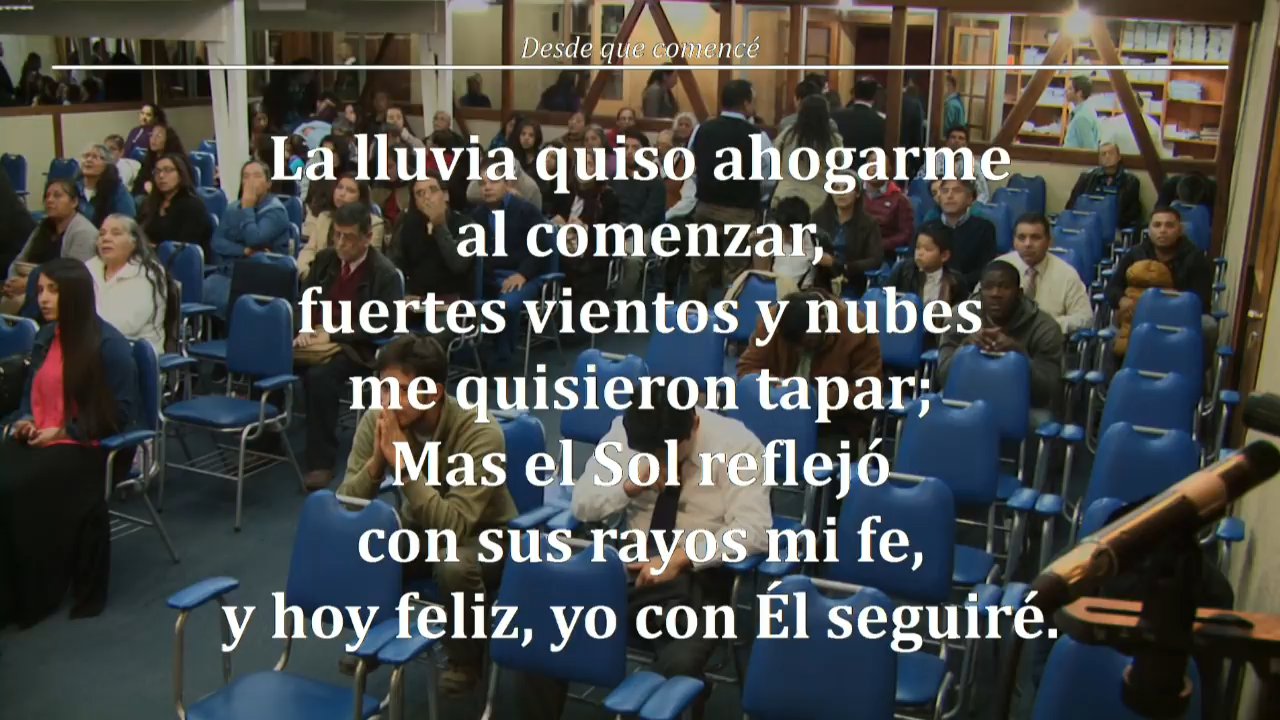 Desde que comencé
La lluvia quiso ahogarme
al comenzar,
fuertes vientos y nubes
me quisieron tapar;
Mas el Sol reflejó
con sus rayos mi fe,
y hoy feliz, yo con Él seguiré.